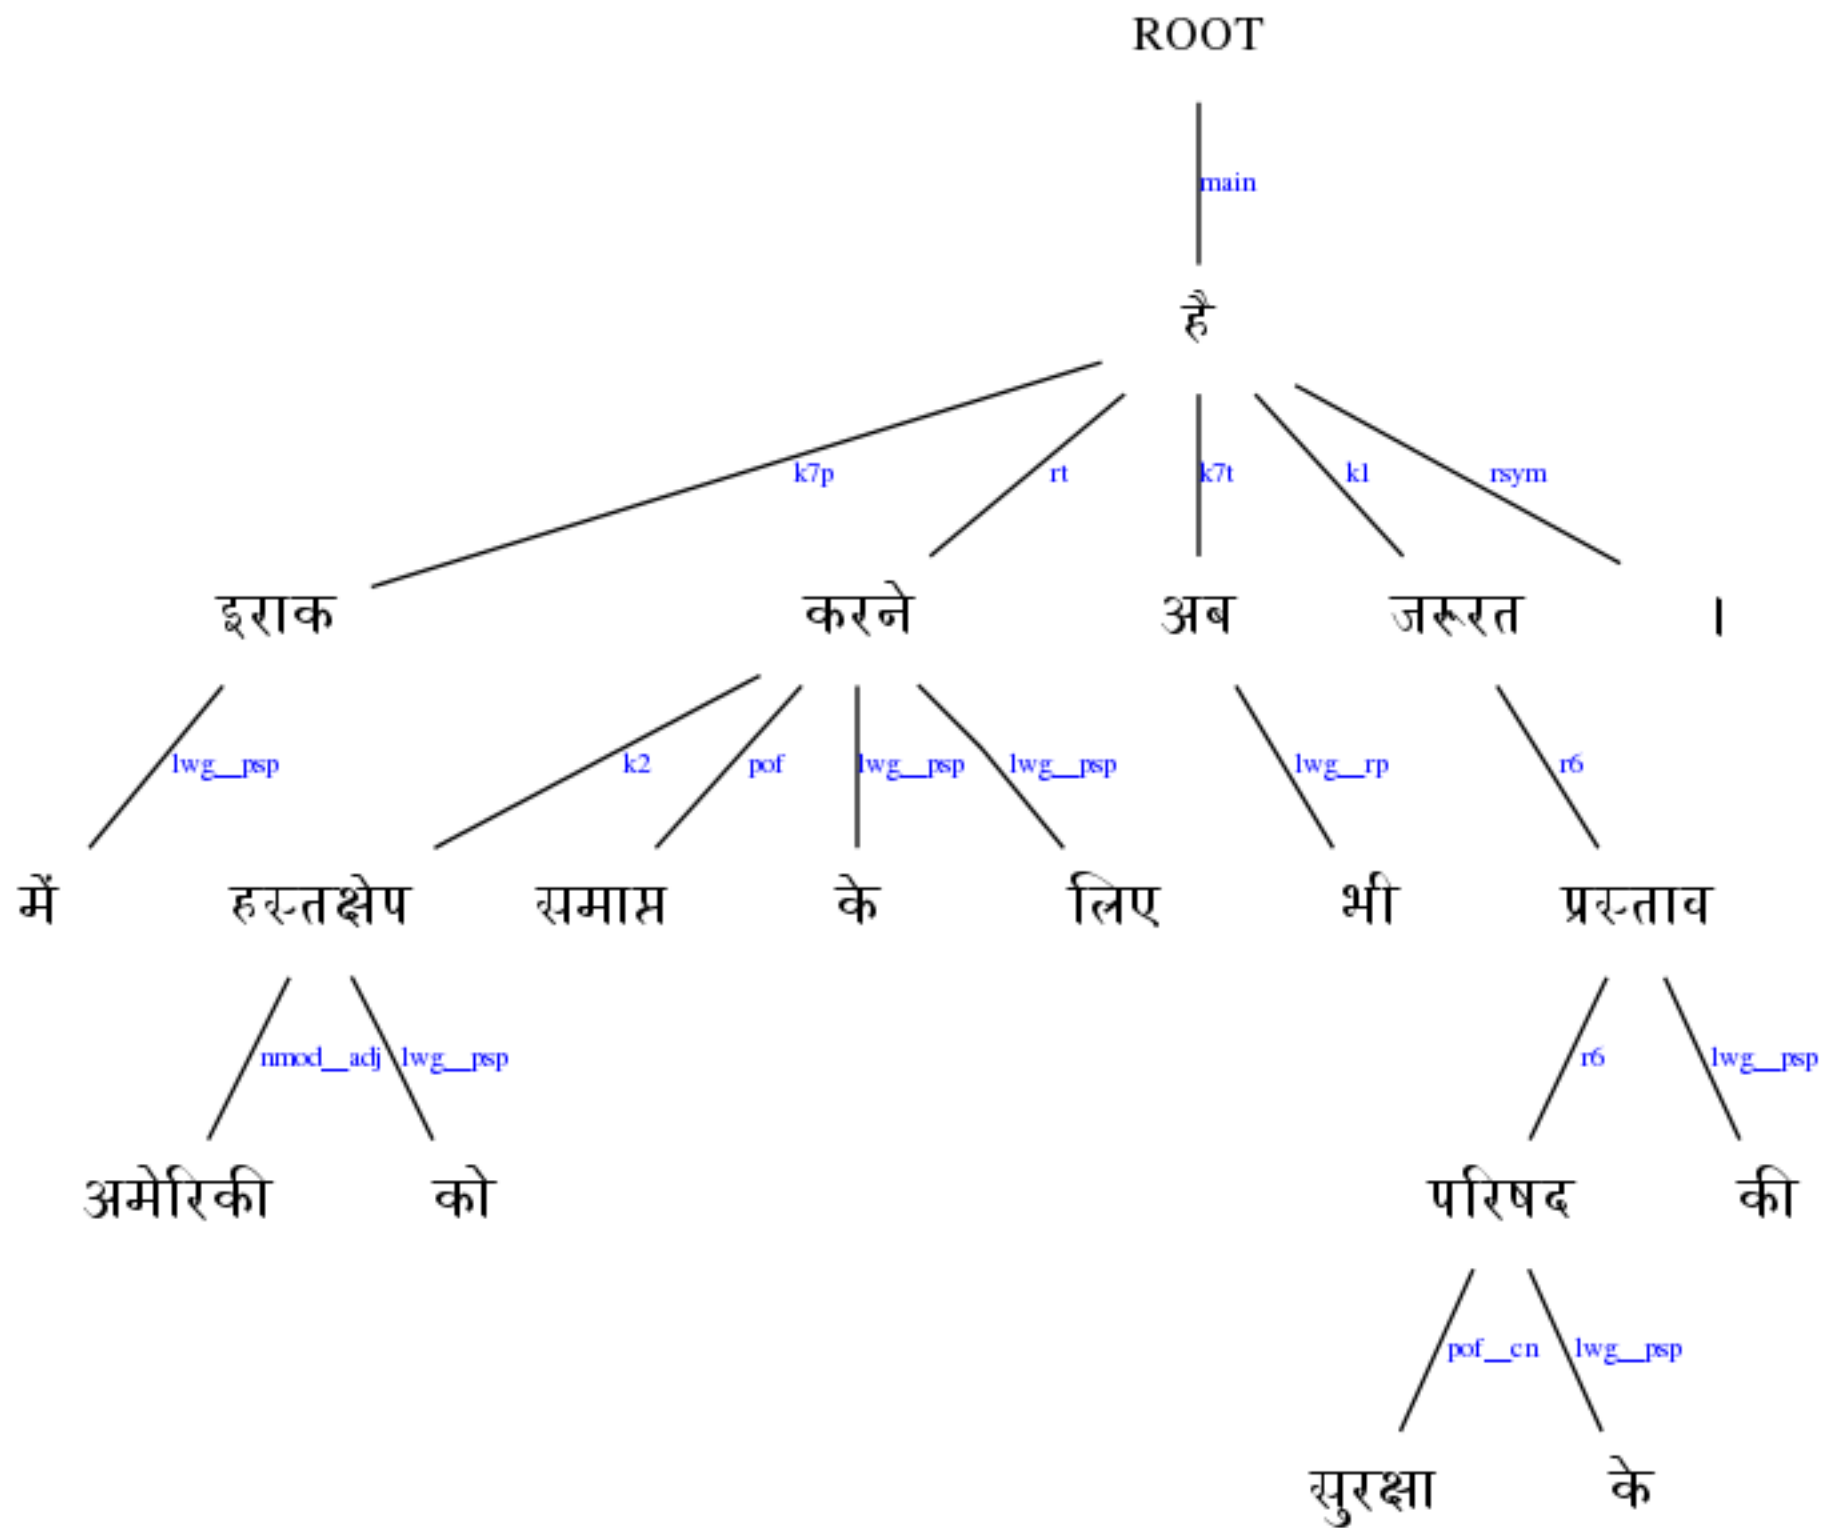 ROOT
main
है
k7p rt k7t k1 rsym
इराक करने अब जरूरत ।
lwg__psp k2 pof lwg__psp lwg__psp lwg__rp r6
में हस्तक्षेप समाप्त के लिए भी प्रस्ताव
nmod__adj lwg__psp r6 lwg__psp
अमेरिकी को परिषद की
pof__cn lwg__psp
सुरक्षा के